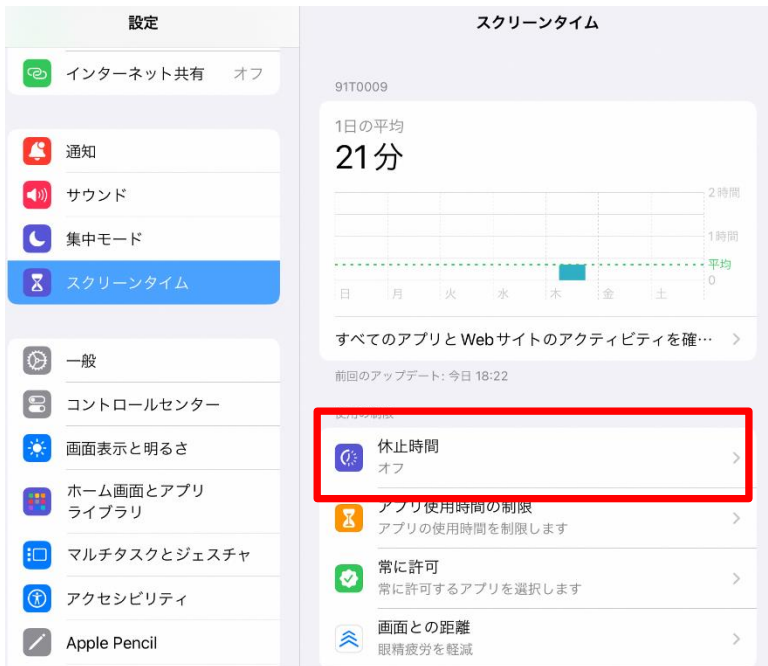 設定
インターネット共有 オフ
通知
サウンド
集中モード
スクリーンタイム
一般
コントロールセンター
画面表示と明るさ
ホーム画面とアプリ
ライブラリ
マルチタスクとジェスチャ
アクセシビリティ
Apple Pencil
スクリーンタイム
91T0009
1日の平均
21分
2時間
1時間
平均
0
日 月 火 水 木 金 土
すべてのアプリとWebサイトのアクティビティを確…
前回のアップデート: 今日 18:22
使用の制限
休止時間
オフ
アプリ使用時間の制限
アプリの使用時間を制限します
常に許可
常に許可するアプリを選択します
画面との距離
眼精疲労を軽減